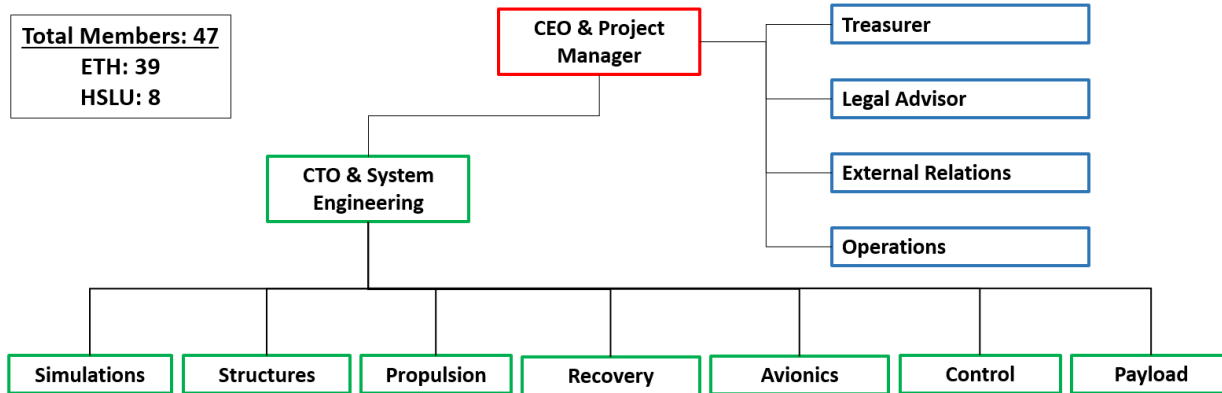 Total Members: 47
ETH: 39
HSLU: 8
CEO & Project
Manager
Treasurer
Legal Advisor
External Relations
Operations
CTO & System
Engineering
Simulations
Structures
Propulsion
Recovery
Avionics
Control
Payload